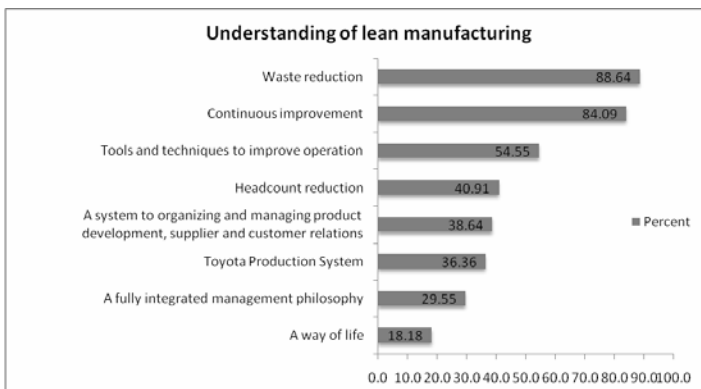 Understanding of lean manufacturing
Waste reduction
88.64
Continuous improvement
84.09
Tools and techniques to improve operation
54.55
Headcount reduction
40.91
A system to organizing and managing product
development, supplier and customer relations
38.64
Toyota Production System
36.36
A fully integrated management philosophy
29.55
A way of life
18.18
Percent
0.0 10.0 20.0 30.0 40.0 50.0 60.0 70.0 80.0 90.0 100.0